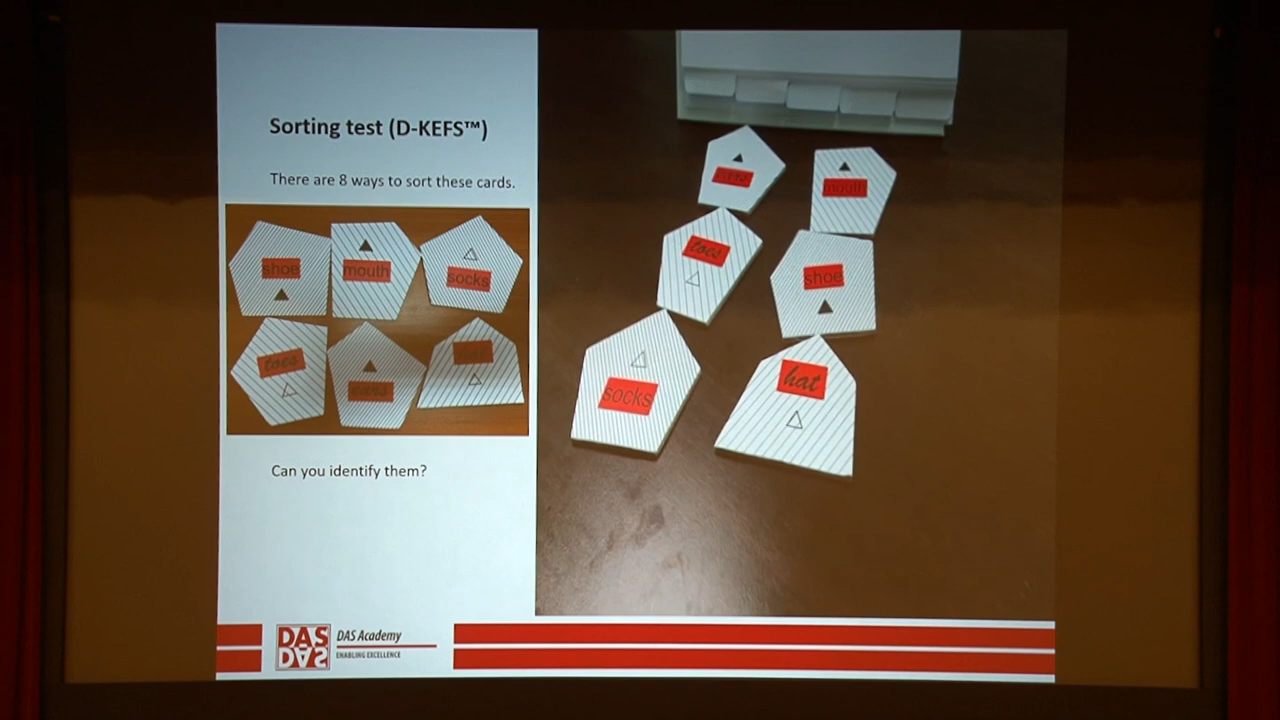 Sorting test (D-KEFS™)
There are 8 ways to sort these cards.
shoe
mouth
socks
toes
Can you identify them?
mouth
toes
shoe
socks
hat
DAS
DAS
DAS Academy
ENABLING EXCELLENCE